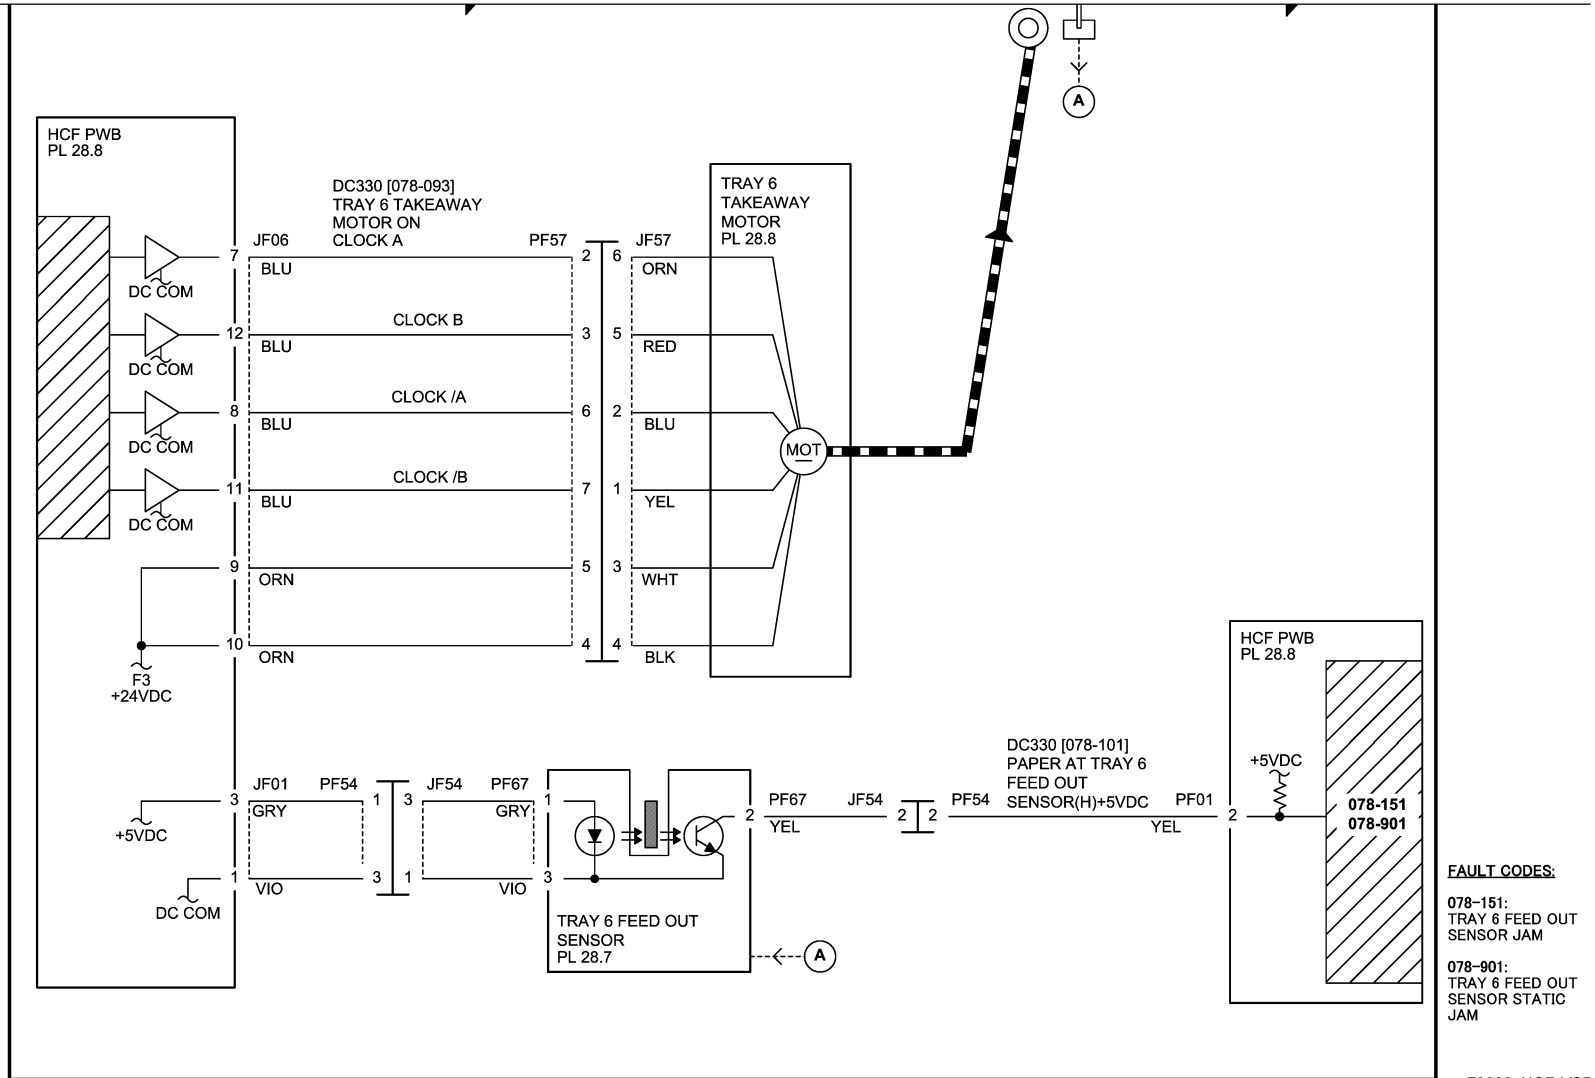 HCF PWB
PL 28.8
DC330 [078-093]
TRAY 6 TAKEAWAY
MOTOR ON
CLOCK A
TRAY 6
TAKEAWAY
MOTOR
PL 28.8
A
7 JF06 PF57 2 6 JF57
BLU ORN
DC COM
12 CLOCK B 3 5
BLU RED
DC COM
8 CLOCK /A 6 2
BLU BLU
DC COM
MOT
11 CLOCK /B 7 1
BLU YEL
DC COM
9 5 3
ORN WHT
10 4 4
ORN BLK
F3
+24VDC
HCF PWB
PL 28.8
DC330 [078-101]
PAPER AT TRAY 6
FEED OUT
SENSOR(H)+5VDC
+5VDC
3 JF01 PF54 1 3 JF54 PF67 1
GRY GRY
+5VDC
2 PF67 JF54 2 2 PF54 PF01 2
YEL YEL
078-151
078-901
1 3 1 3
VIO VIO
DC COM
TRAY 6 FEED OUT
SENSOR
PL 28.7
A
FAULT CODES:
078-151:
TRAY 6 FEED OUT
SENSOR JAM
078-901:
TRAY 6 FEED OUT
SENSOR STATIC
JAM